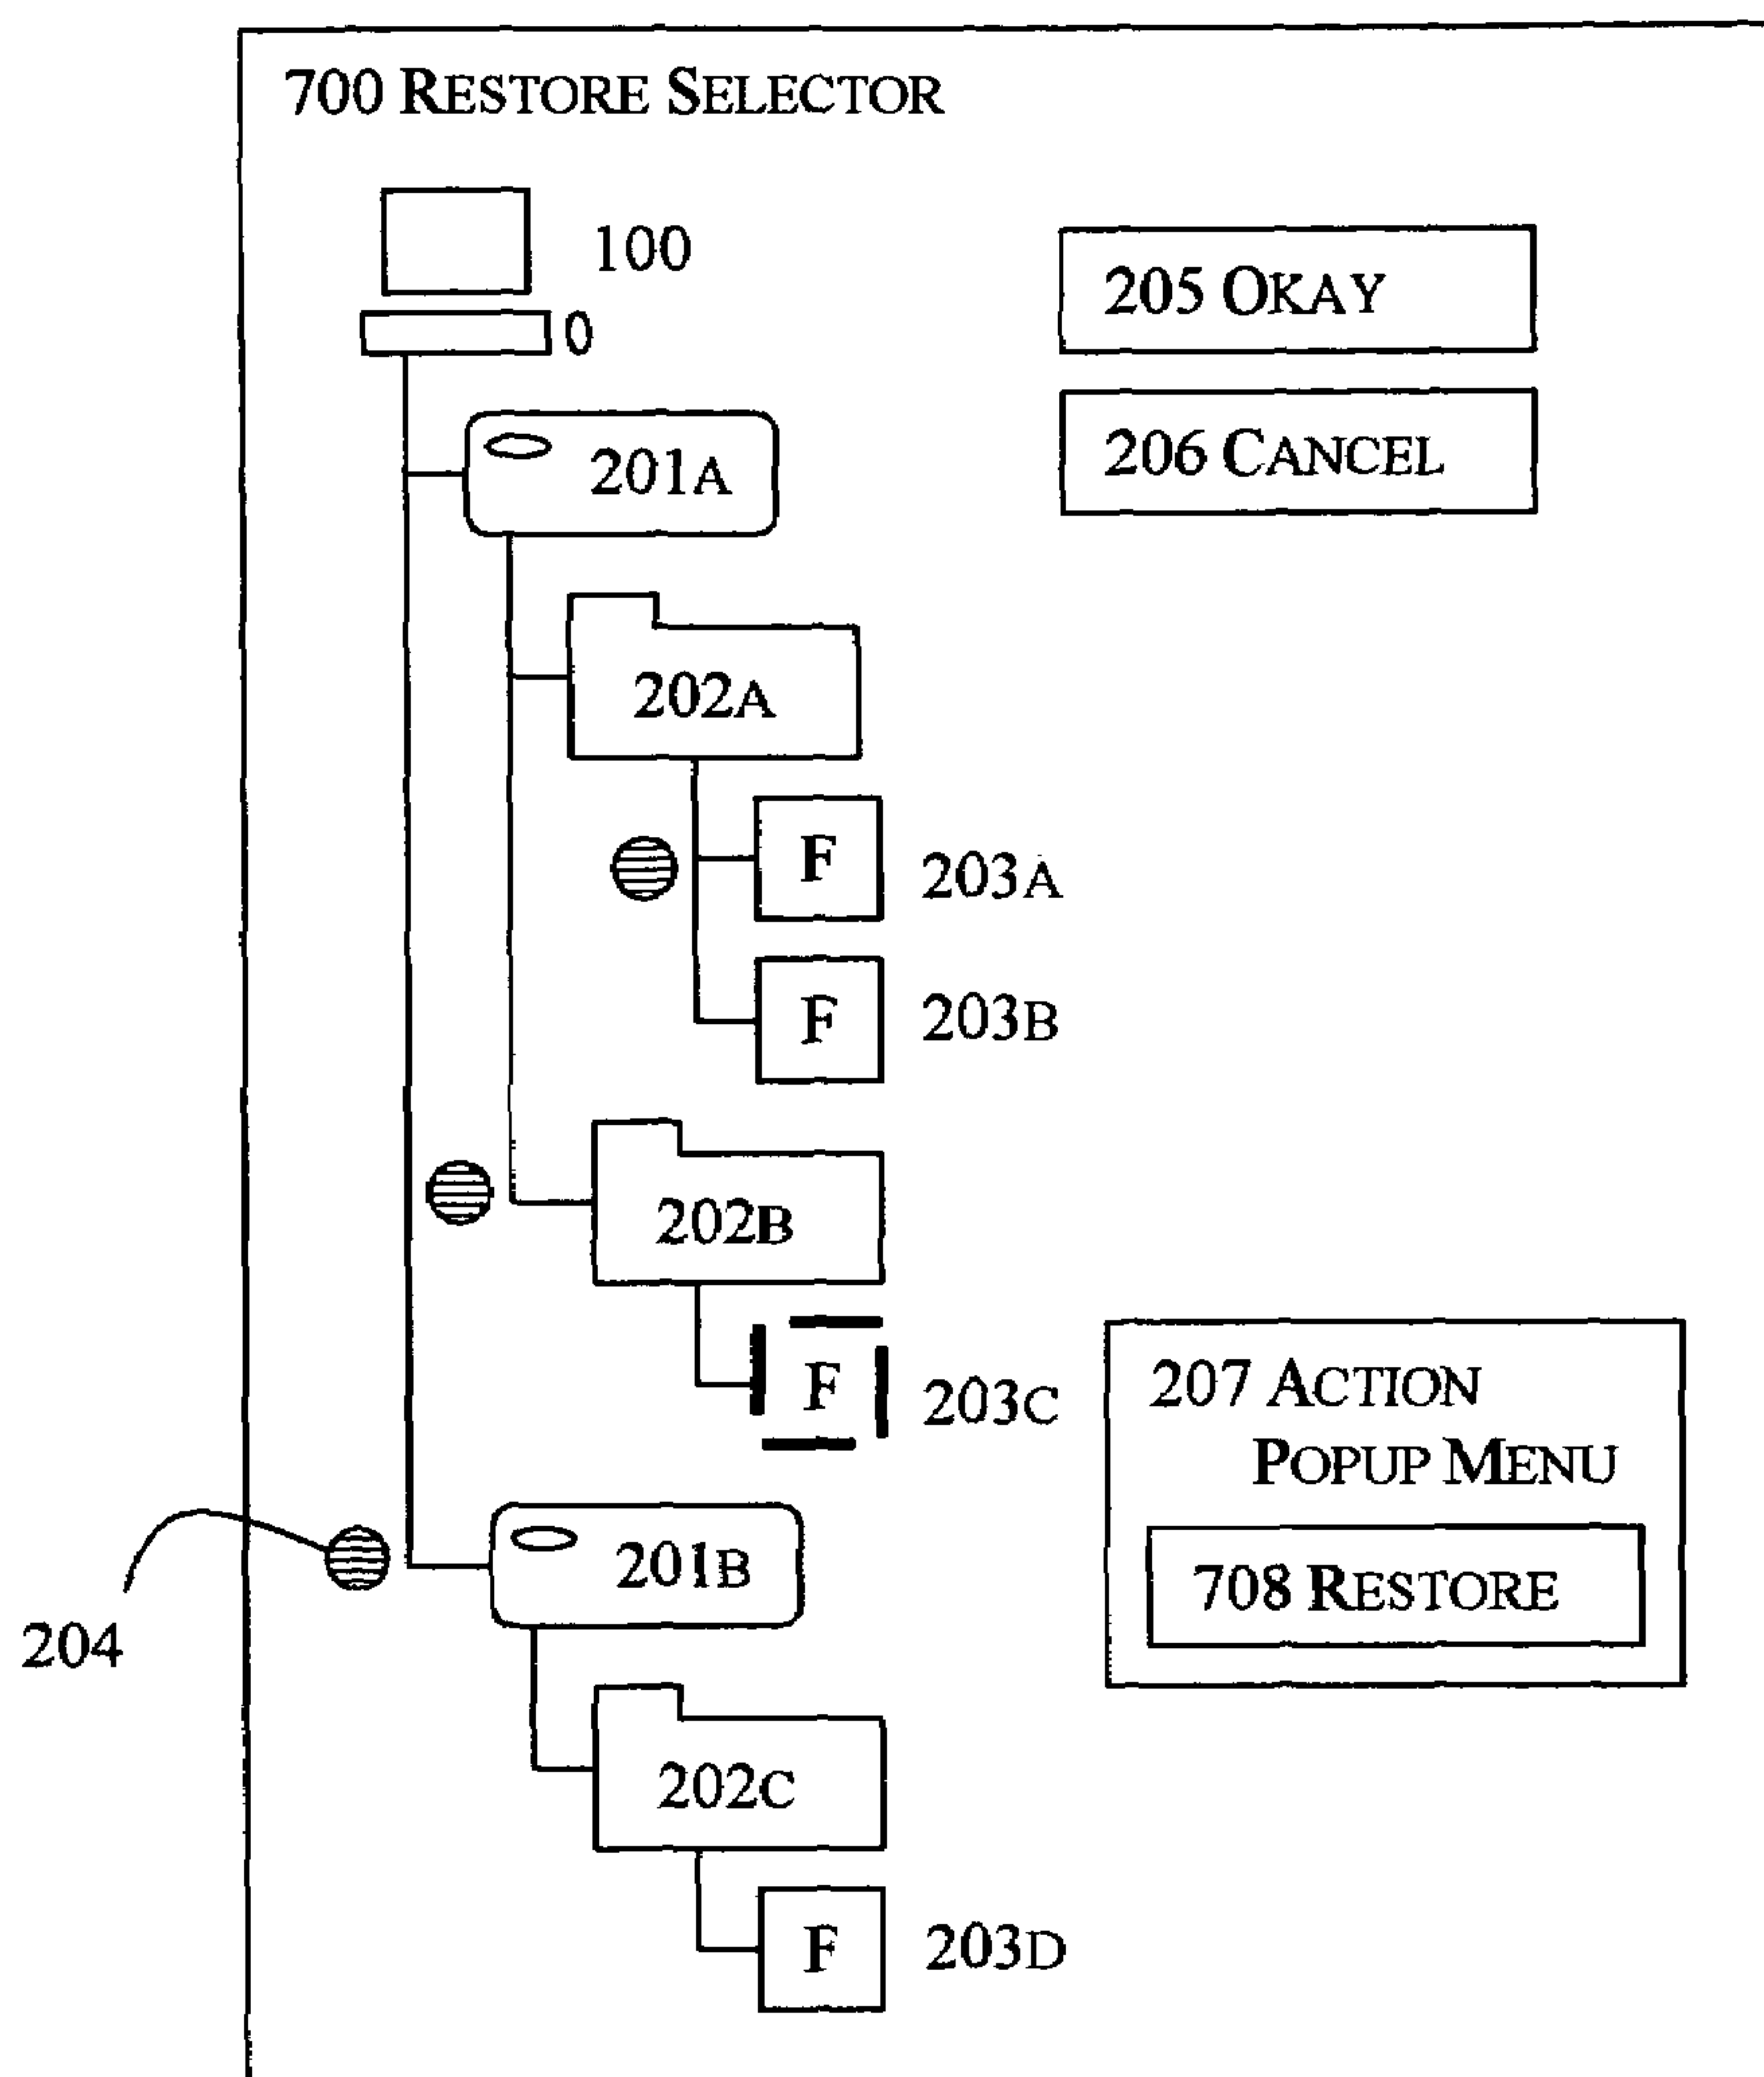 700 RESTORE SELECTOR
100
0
205 OKAY
206 CANCEL
201A
202A
F 203A
F 203B
202B
F 203C
207 ACTION
POPUP MENU
708 RESTORE
201B
204
202C
F 203D